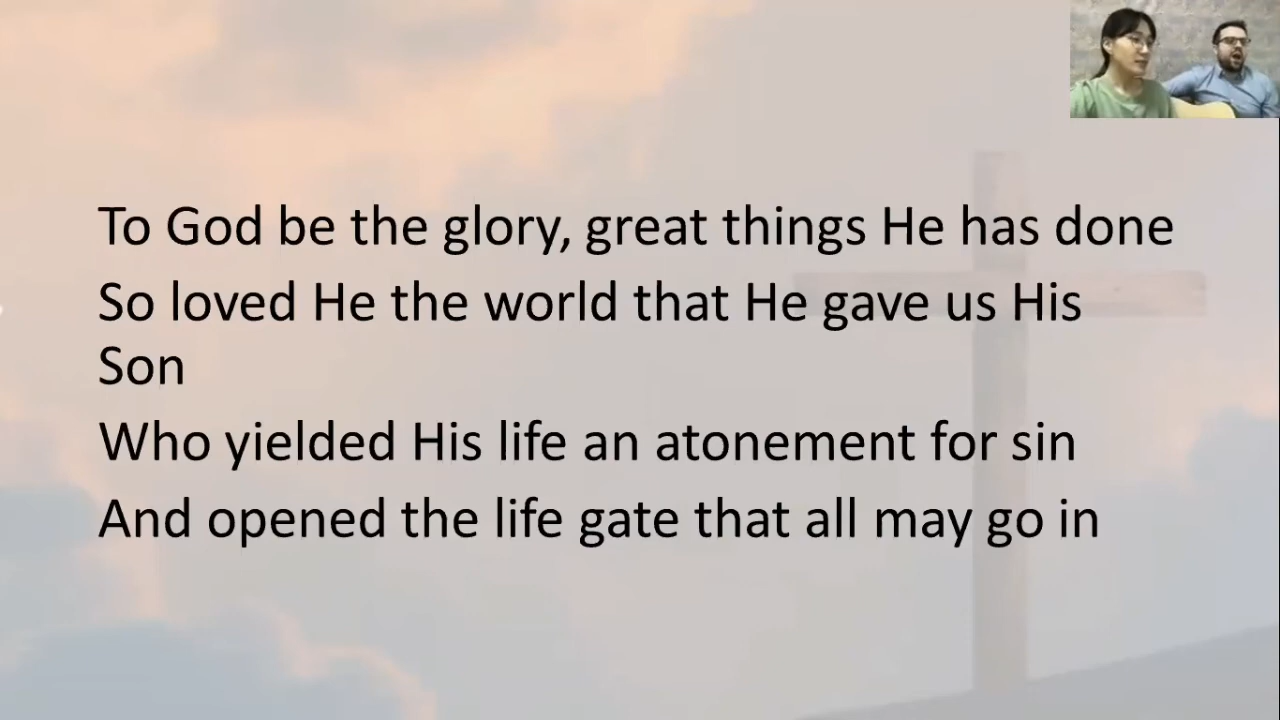 To God be the glory, great things He has done
So loved He the world that He gave us His
Son
Who yielded His life an atonement for sin
And opened the life gate that all may go in